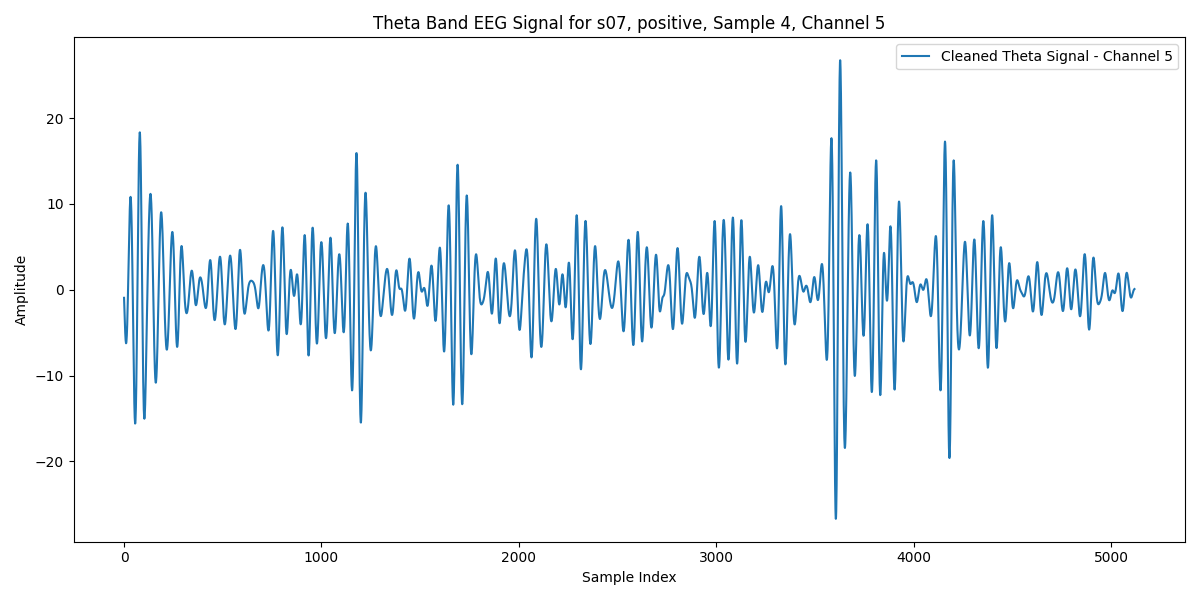 Theta Band EEG Signal for s07, positive, Sample 4, Channel 5
Cleaned Theta Signal - Channel 5
Amplitude
20
10
0
−10
−20
0 1000 2000 3000 4000 5000
Sample Index